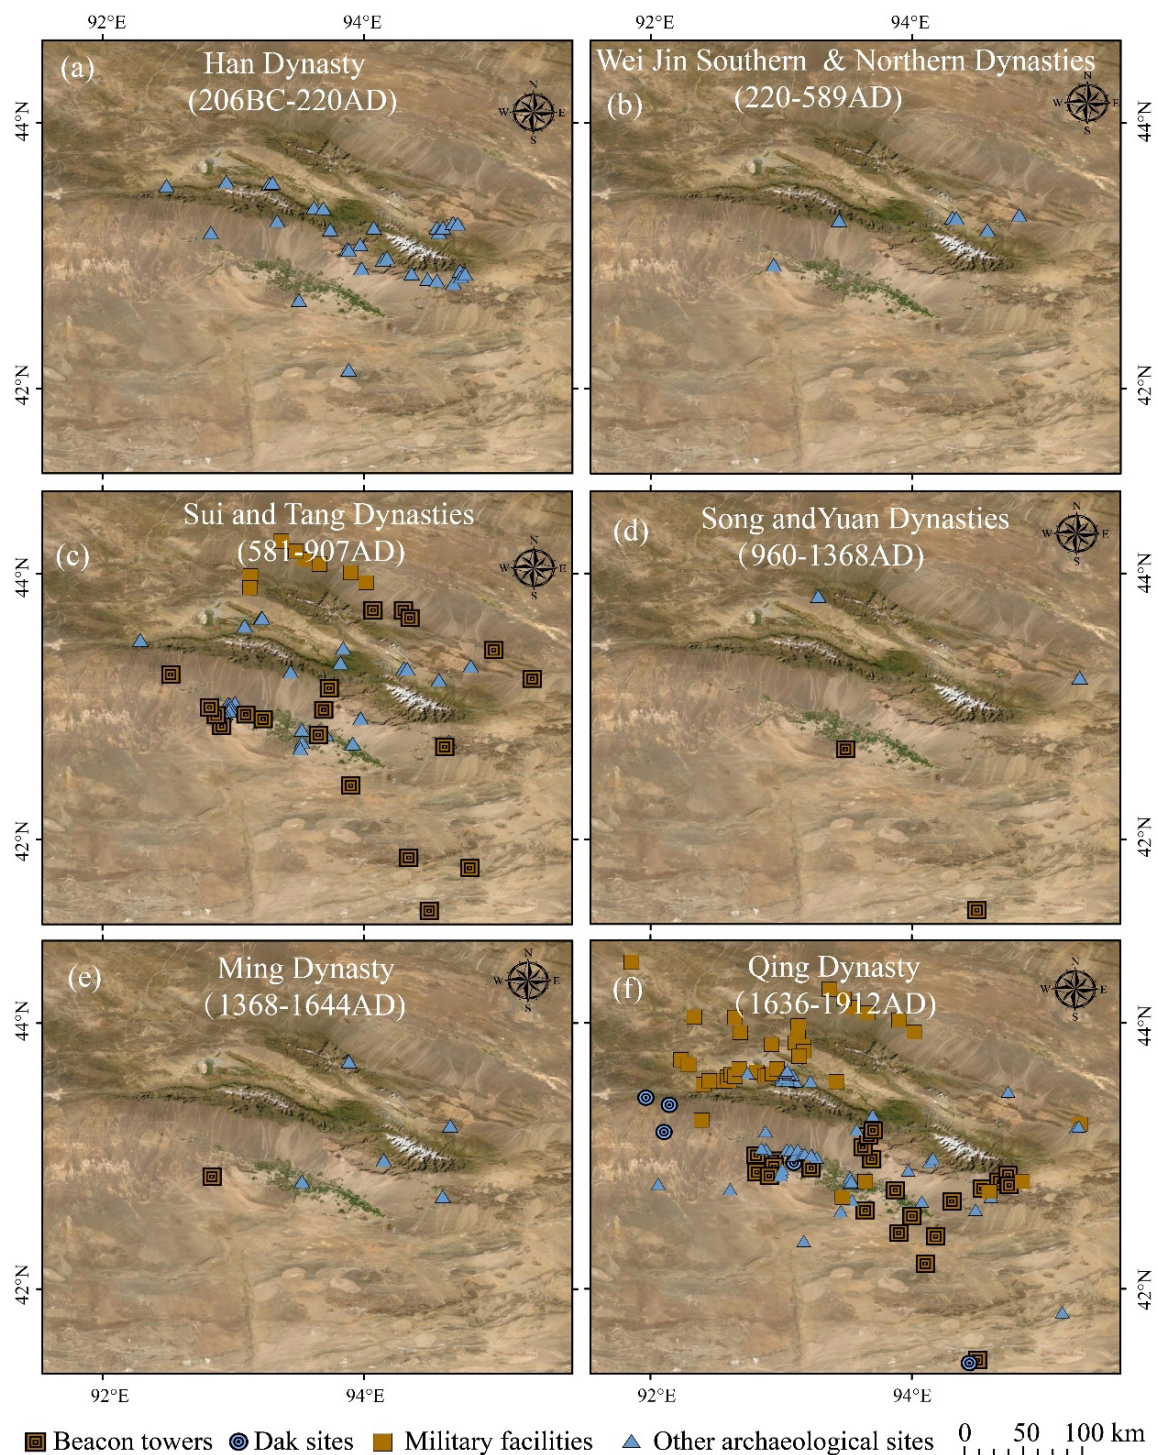 92°E 94°E 92°E 94°E
(a) Han Dynasty
(206BC-220AD)
N
W E
S
44°N
42°N
Wei Jin Southern & Northern Dynasties
(b) (220-589AD)
N
W E
S
44°N
42°N
(c) Sui and Tang Dynasties
(581-907AD)
N
W E
S
44°N
42°N
(d) Song andYuan Dynasties
(960-1368AD)
N
W E
S
44°N
42°N
(e) Ming Dynasty
(1368-1644AD)
N
W E
S
44°N
42°N
(f) Qing Dynasty
(1636-1912AD)
N
W E
S
44°N
42°N
92°E 94°E 92°E 94°E
Beacon towers Dak sites Military facilities Other archaeological sites 0 50 100 km